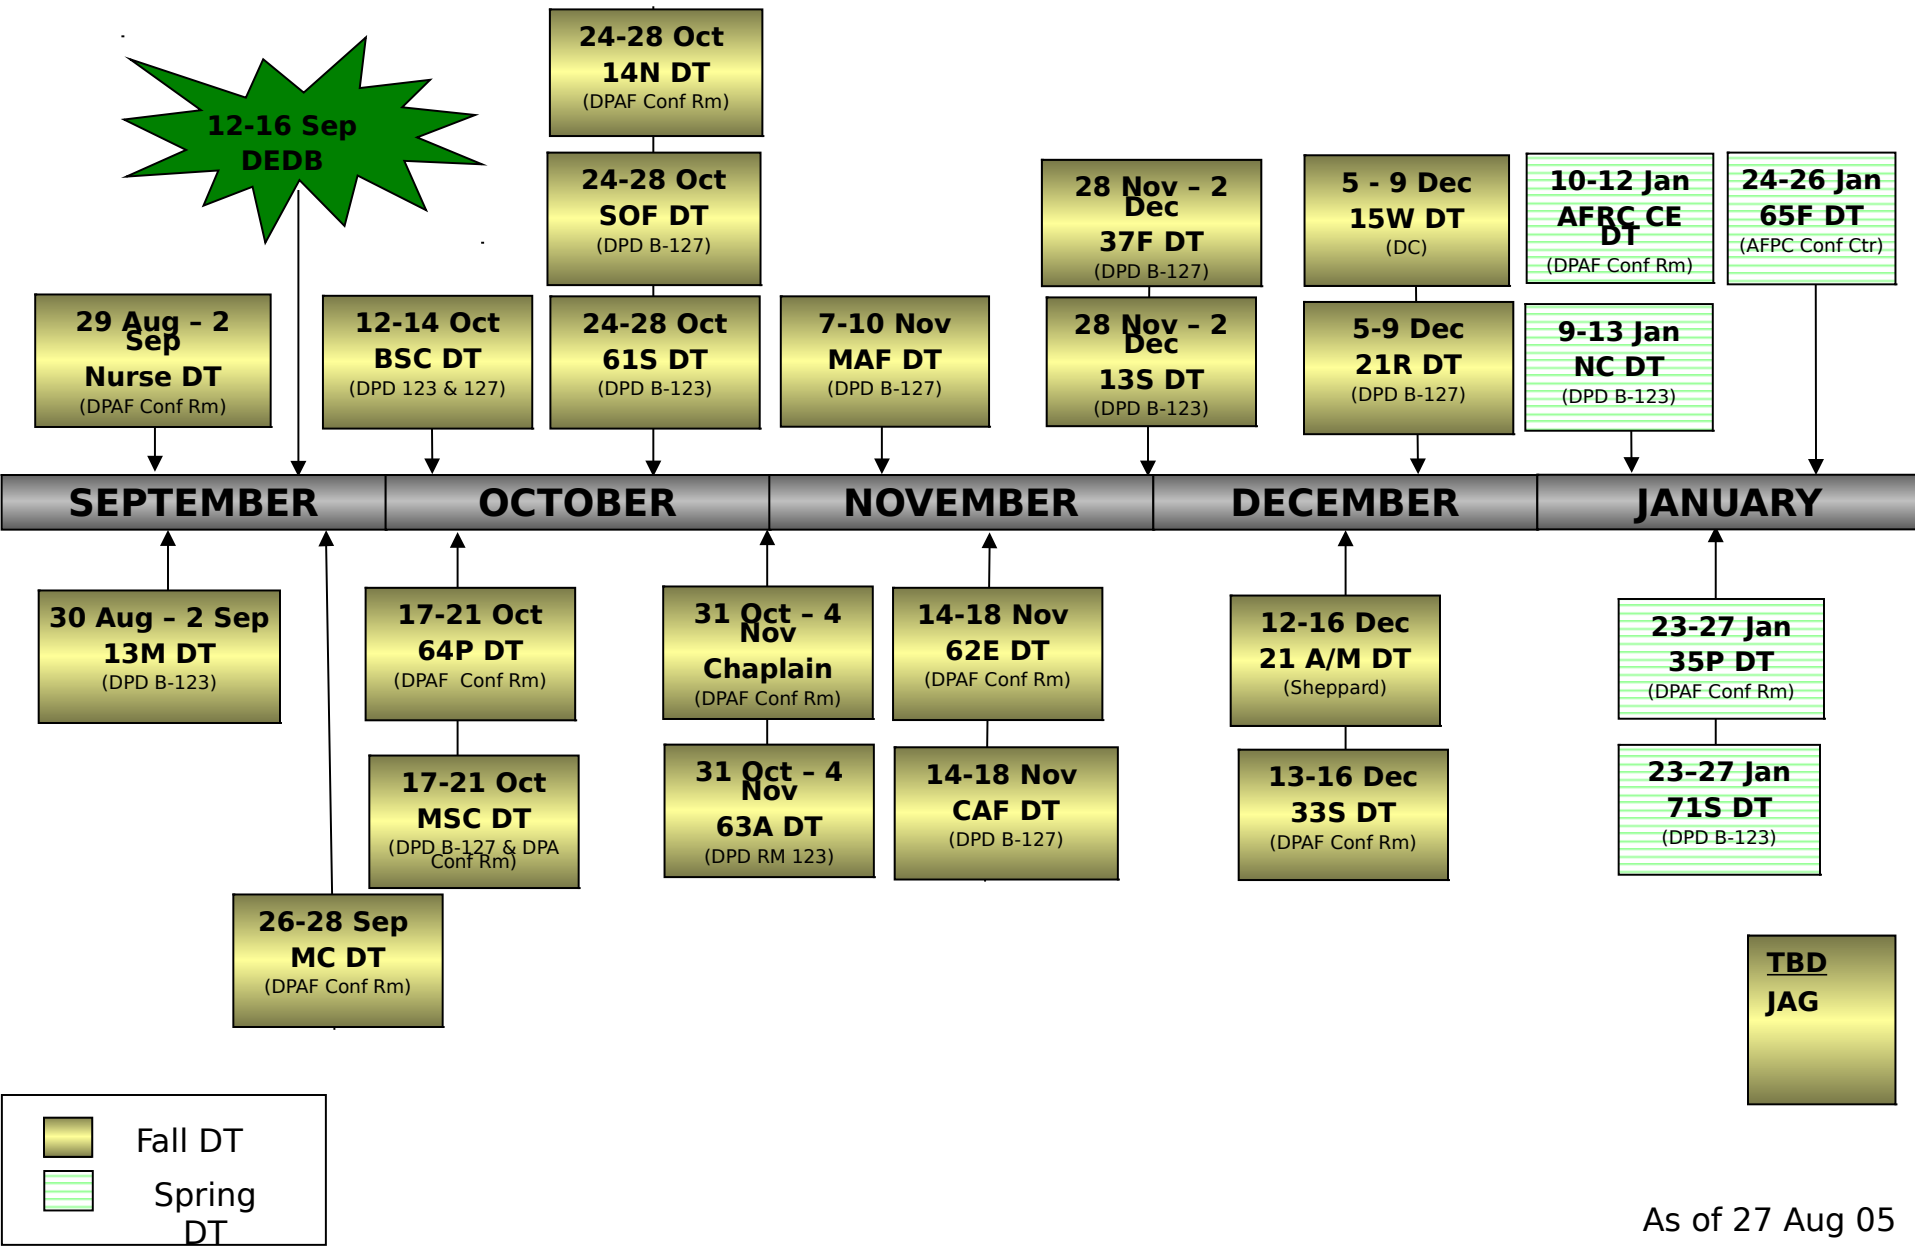 24-28 Oct
14N DT
(DPAF Conf Rm)
12-16 Sep
DEDB
24-28 Oct
SOF DT
(DPD B-127)
28 Nov – 2
Dec
37F DT
(DPD B-127)
5 - 9 Dec
15W DT
(DC)
10-12 Jan
AFRC CE
DT
(DPAF Conf Rm)
24-26 Jan
65F DT
(AFPC Conf Ctr)
29 Aug – 2
Sep
Nurse DT
(DPAF Conf Rm)
12-14 Oct
BSC DT
(DPD 123 & 127)
24-28 Oct
61S DT
(DPD B-123)
7-10 Nov
MAF DT
(DPD B-127)
28 Nov – 2
Dec
13S DT
(DPD B-123)
5-9 Dec
21R DT
(DPD B-127)
9-13 Jan
NC DT
(DPD B-123)
SEPTEMBER
OCTOBER
NOVEMBER
DECEMBER
JANUARY
30 Aug – 2 Sep
13M DT
(DPD B-123)
17-21 Oct
64P DT
(DPAF  Conf Rm)
31 Oct – 4
Nov
Chaplain
(DPAF Conf Rm)
14-18 Nov
62E DT
(DPAF Conf Rm)
12-16 Dec
21 A/M DT
(Sheppard)
23-27 Jan
35P DT
(DPAF Conf Rm)
17-21 Oct
MSC DT
(DPD B-127 & DPA
Conf Rm)
31 Oct – 4
Nov
63A DT
(DPD RM 123)
14-18 Nov
CAF DT
(DPD B-127)
13-16 Dec
33S DT
(DPAF Conf Rm)
23–27 Jan
71S DT
(DPD B-123)
26-28 Sep
MC DT
(DPAF Conf Rm)
TBD
JAG
Fall DT
Spring
DT
As of 27 Aug 05